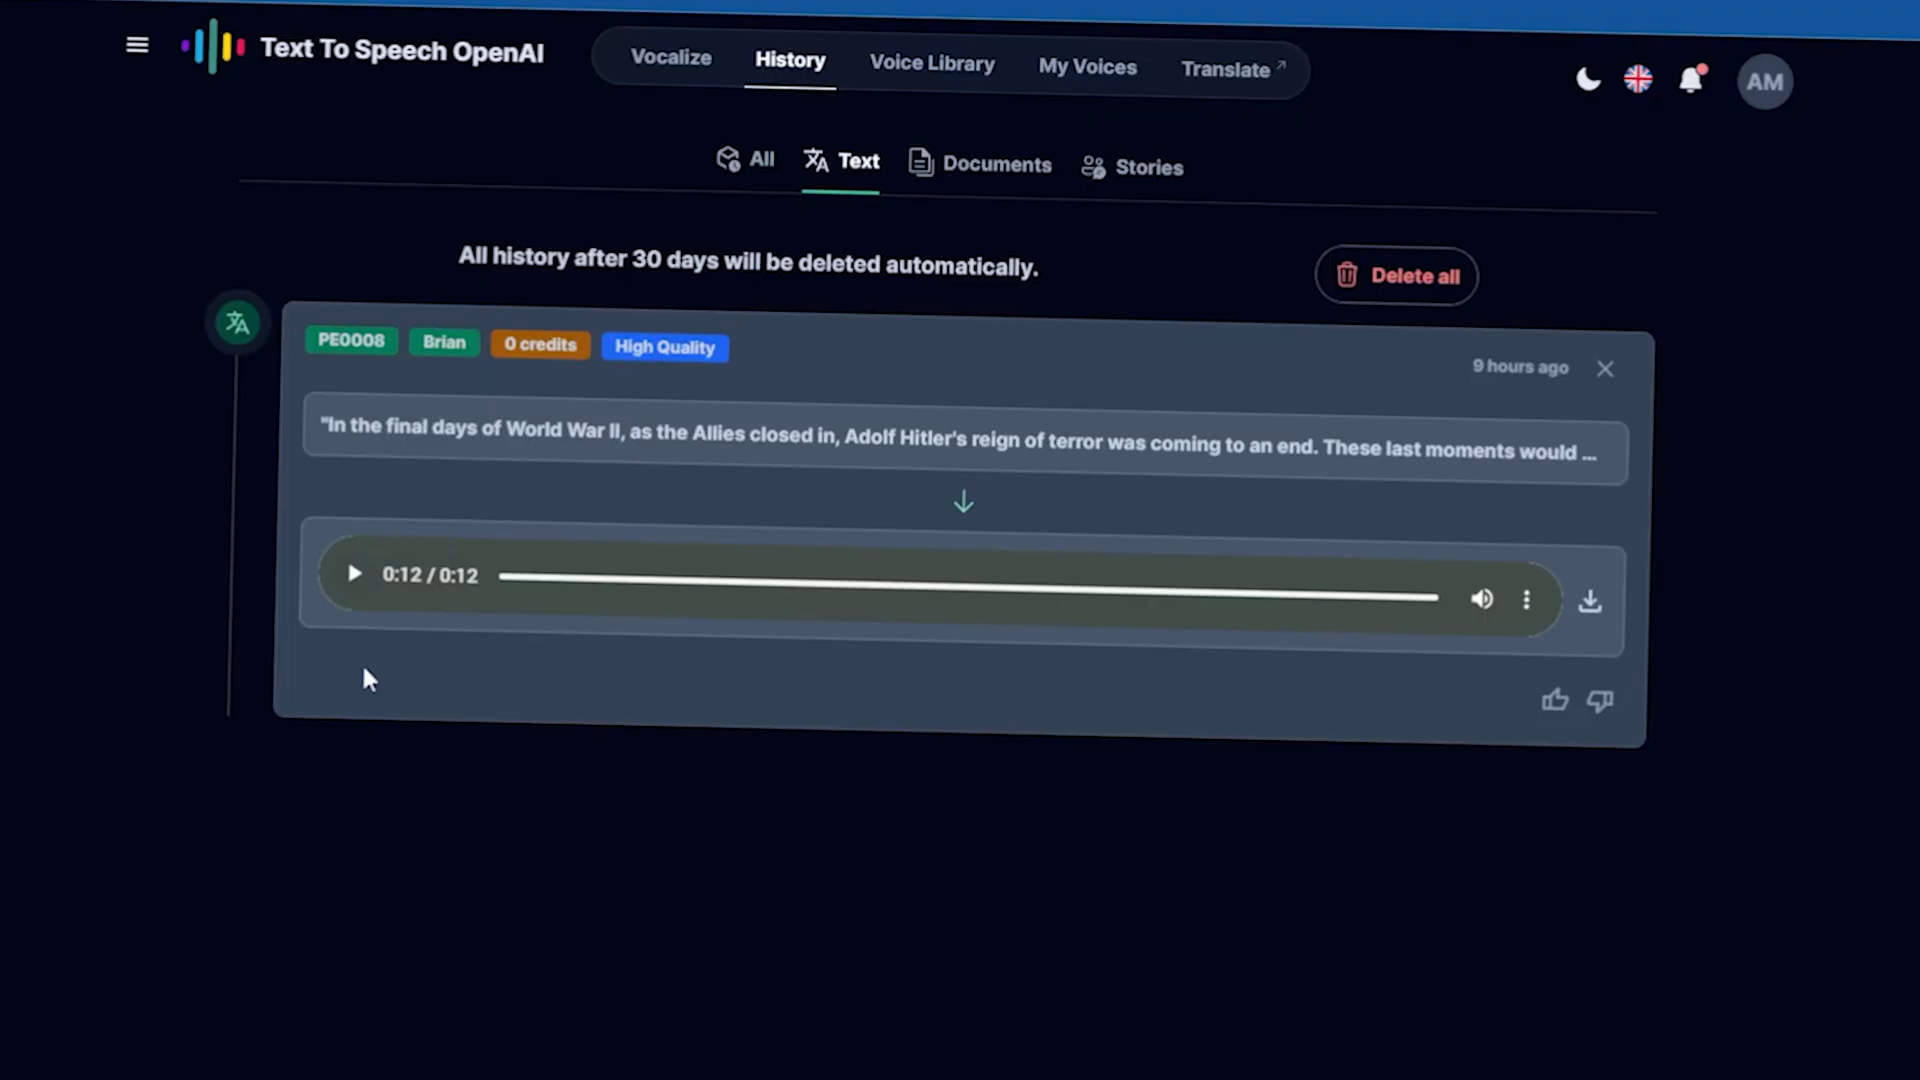 Text To Speech OpenAI
Vocalize
History
Voice Library
My Voices
Translate
AM
All
Text
Documents
Stories
All history after 30 days will be deleted automatically.
Delete all
PE0008
Brian
0 credits
High Quality
9 hours ago
"In the final days of World War II, as the Allies closed in, Adolf Hitler's reign of terror was coming to an end. These last moments would ...
0:12 / 0:12